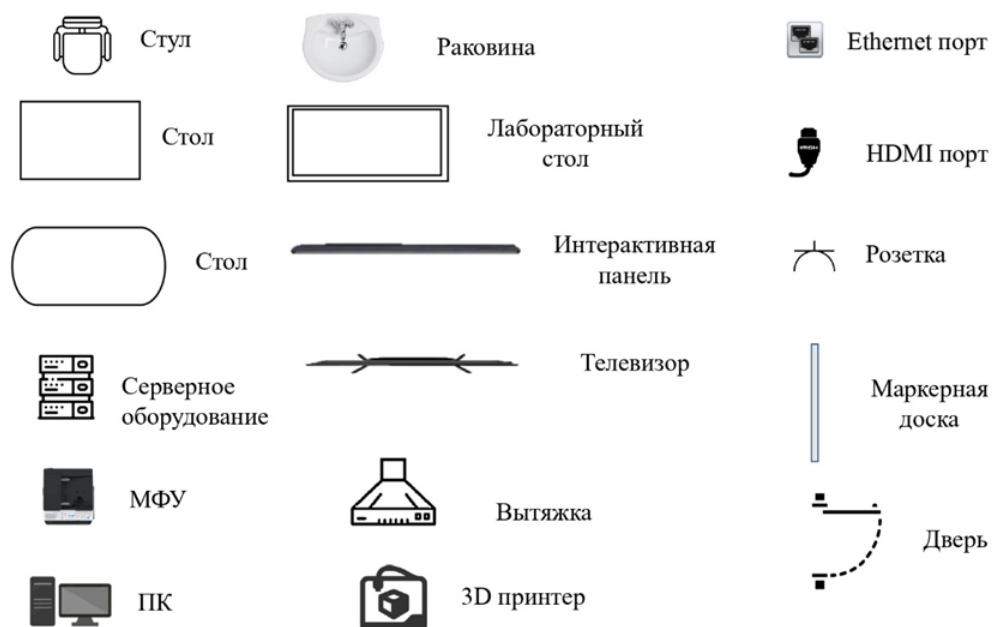 Стул
Раковина
Ethernet порт
Стол
Лабораторный
стол
HDMI порт
Стол
Интерактивная
панель
Розетка
Серверное
оборудование
Телевизор
Маркерная
доска
МФУ
Вытяжка
Дверь
ПК
3D принтер